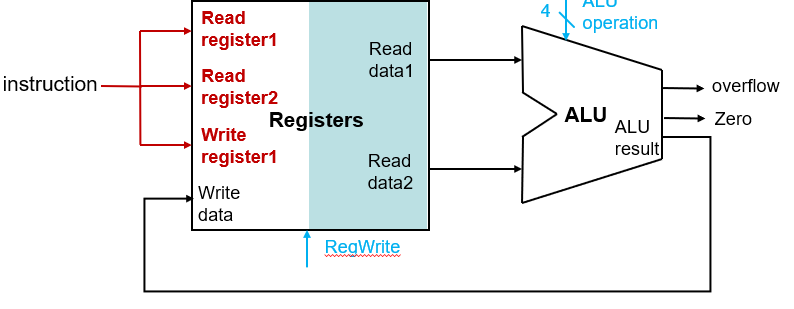 Read
register1
instruction
Read
register2
Write
register1
Write
data
Registers
Read
data1
Read
data2
RegWrite
4
ALU
operation
ALU
ALU
result
overflow
Zero